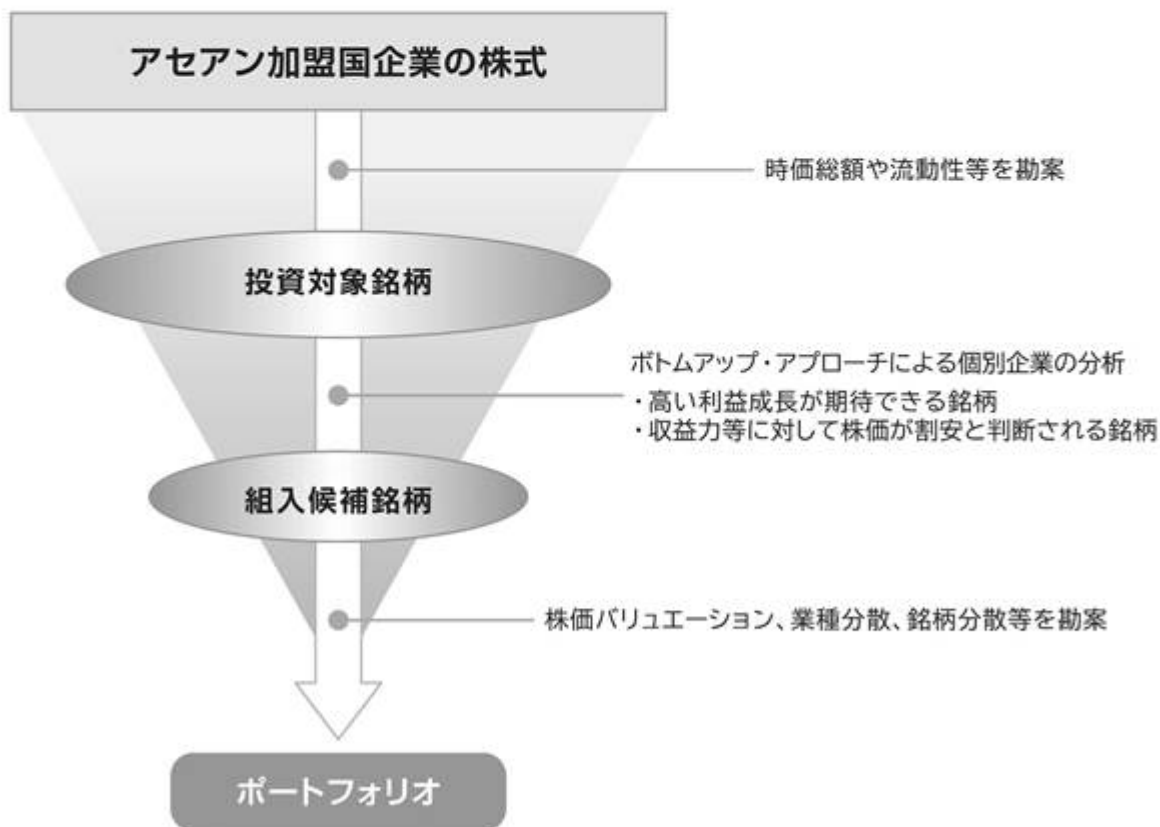 アセアン加盟国企業の株式
時価総額や流動性等を勘案
投資対象銘柄
ボトムアップ・アプローチによる個別企業の分析
・高い利益成長が期待できる銘柄
・収益力等に対して株価が割安と判断される銘柄
組入候補銘柄
株価バリュエーション、業種分散、銘柄分散等を勘案
ポートフォリオ